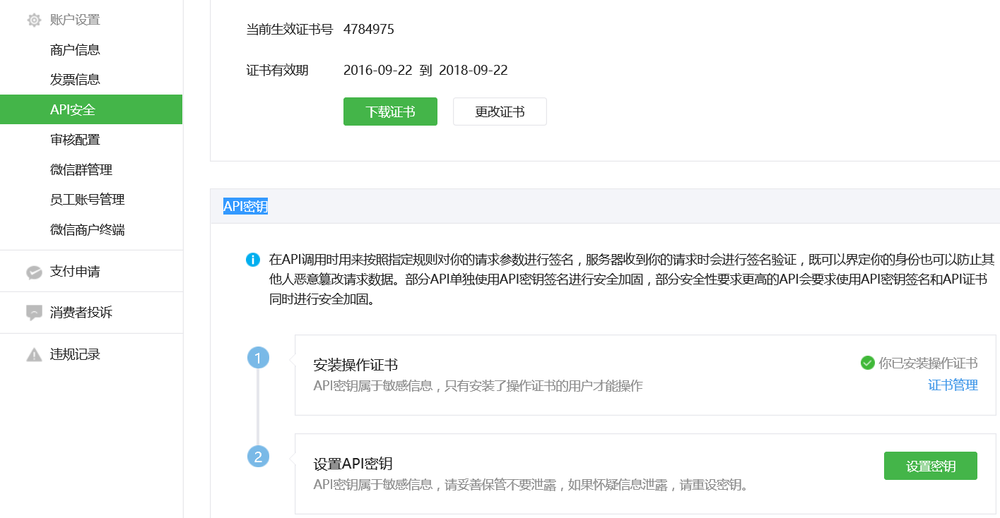 账户设置
商户信息
发票信息
API安全
审核配置
微信群管理
员工账号管理
微信商户终端
支付申请
消费者投诉
违规记录
当前生效证书号 4784975
证书有效期 2016-09-22 到 2018-09-22
下载证书 更改证书
API密钥
在API调用时用来按照指定规则对你的请求参数进行签名，服务器收到你的请求时会进行签名验证，既可以界定你的身份也可以防止其
他人恶意篡改请求数据。部分API单独使用API密钥签名进行安全加固，部分安全性要求更高的API会要求使用API密钥签名和API证书
同时进行安全加固。
1
安装操作证书
你已安装操作证书
API密钥属于敏感信息，只有安装了操作证书的用户才能操作
证书管理
2
设置API密钥
设置密钥
API密钥属于敏感信息，请妥善保管不要泄露，如果怀疑信息泄露，请重设密钥。